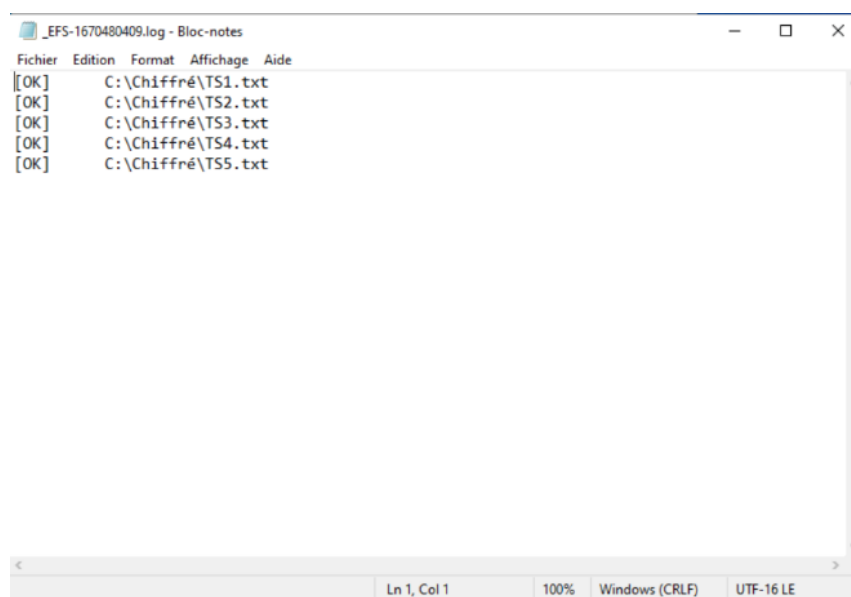 _EFS-1670480409.log - Bloc-notes
Fichier Edition Format Affichage Aide
[OK] C:\Chiffré\TS1.txt
[OK] C:\Chiffré\TS2.txt
[OK] C:\Chiffré\TS3.txt
[OK] C:\Chiffré\TS4.txt
[OK] C:\Chiffré\TS5.txt
Ln 1, Col 1 100% Windows (CRLF) UTF-16 LE